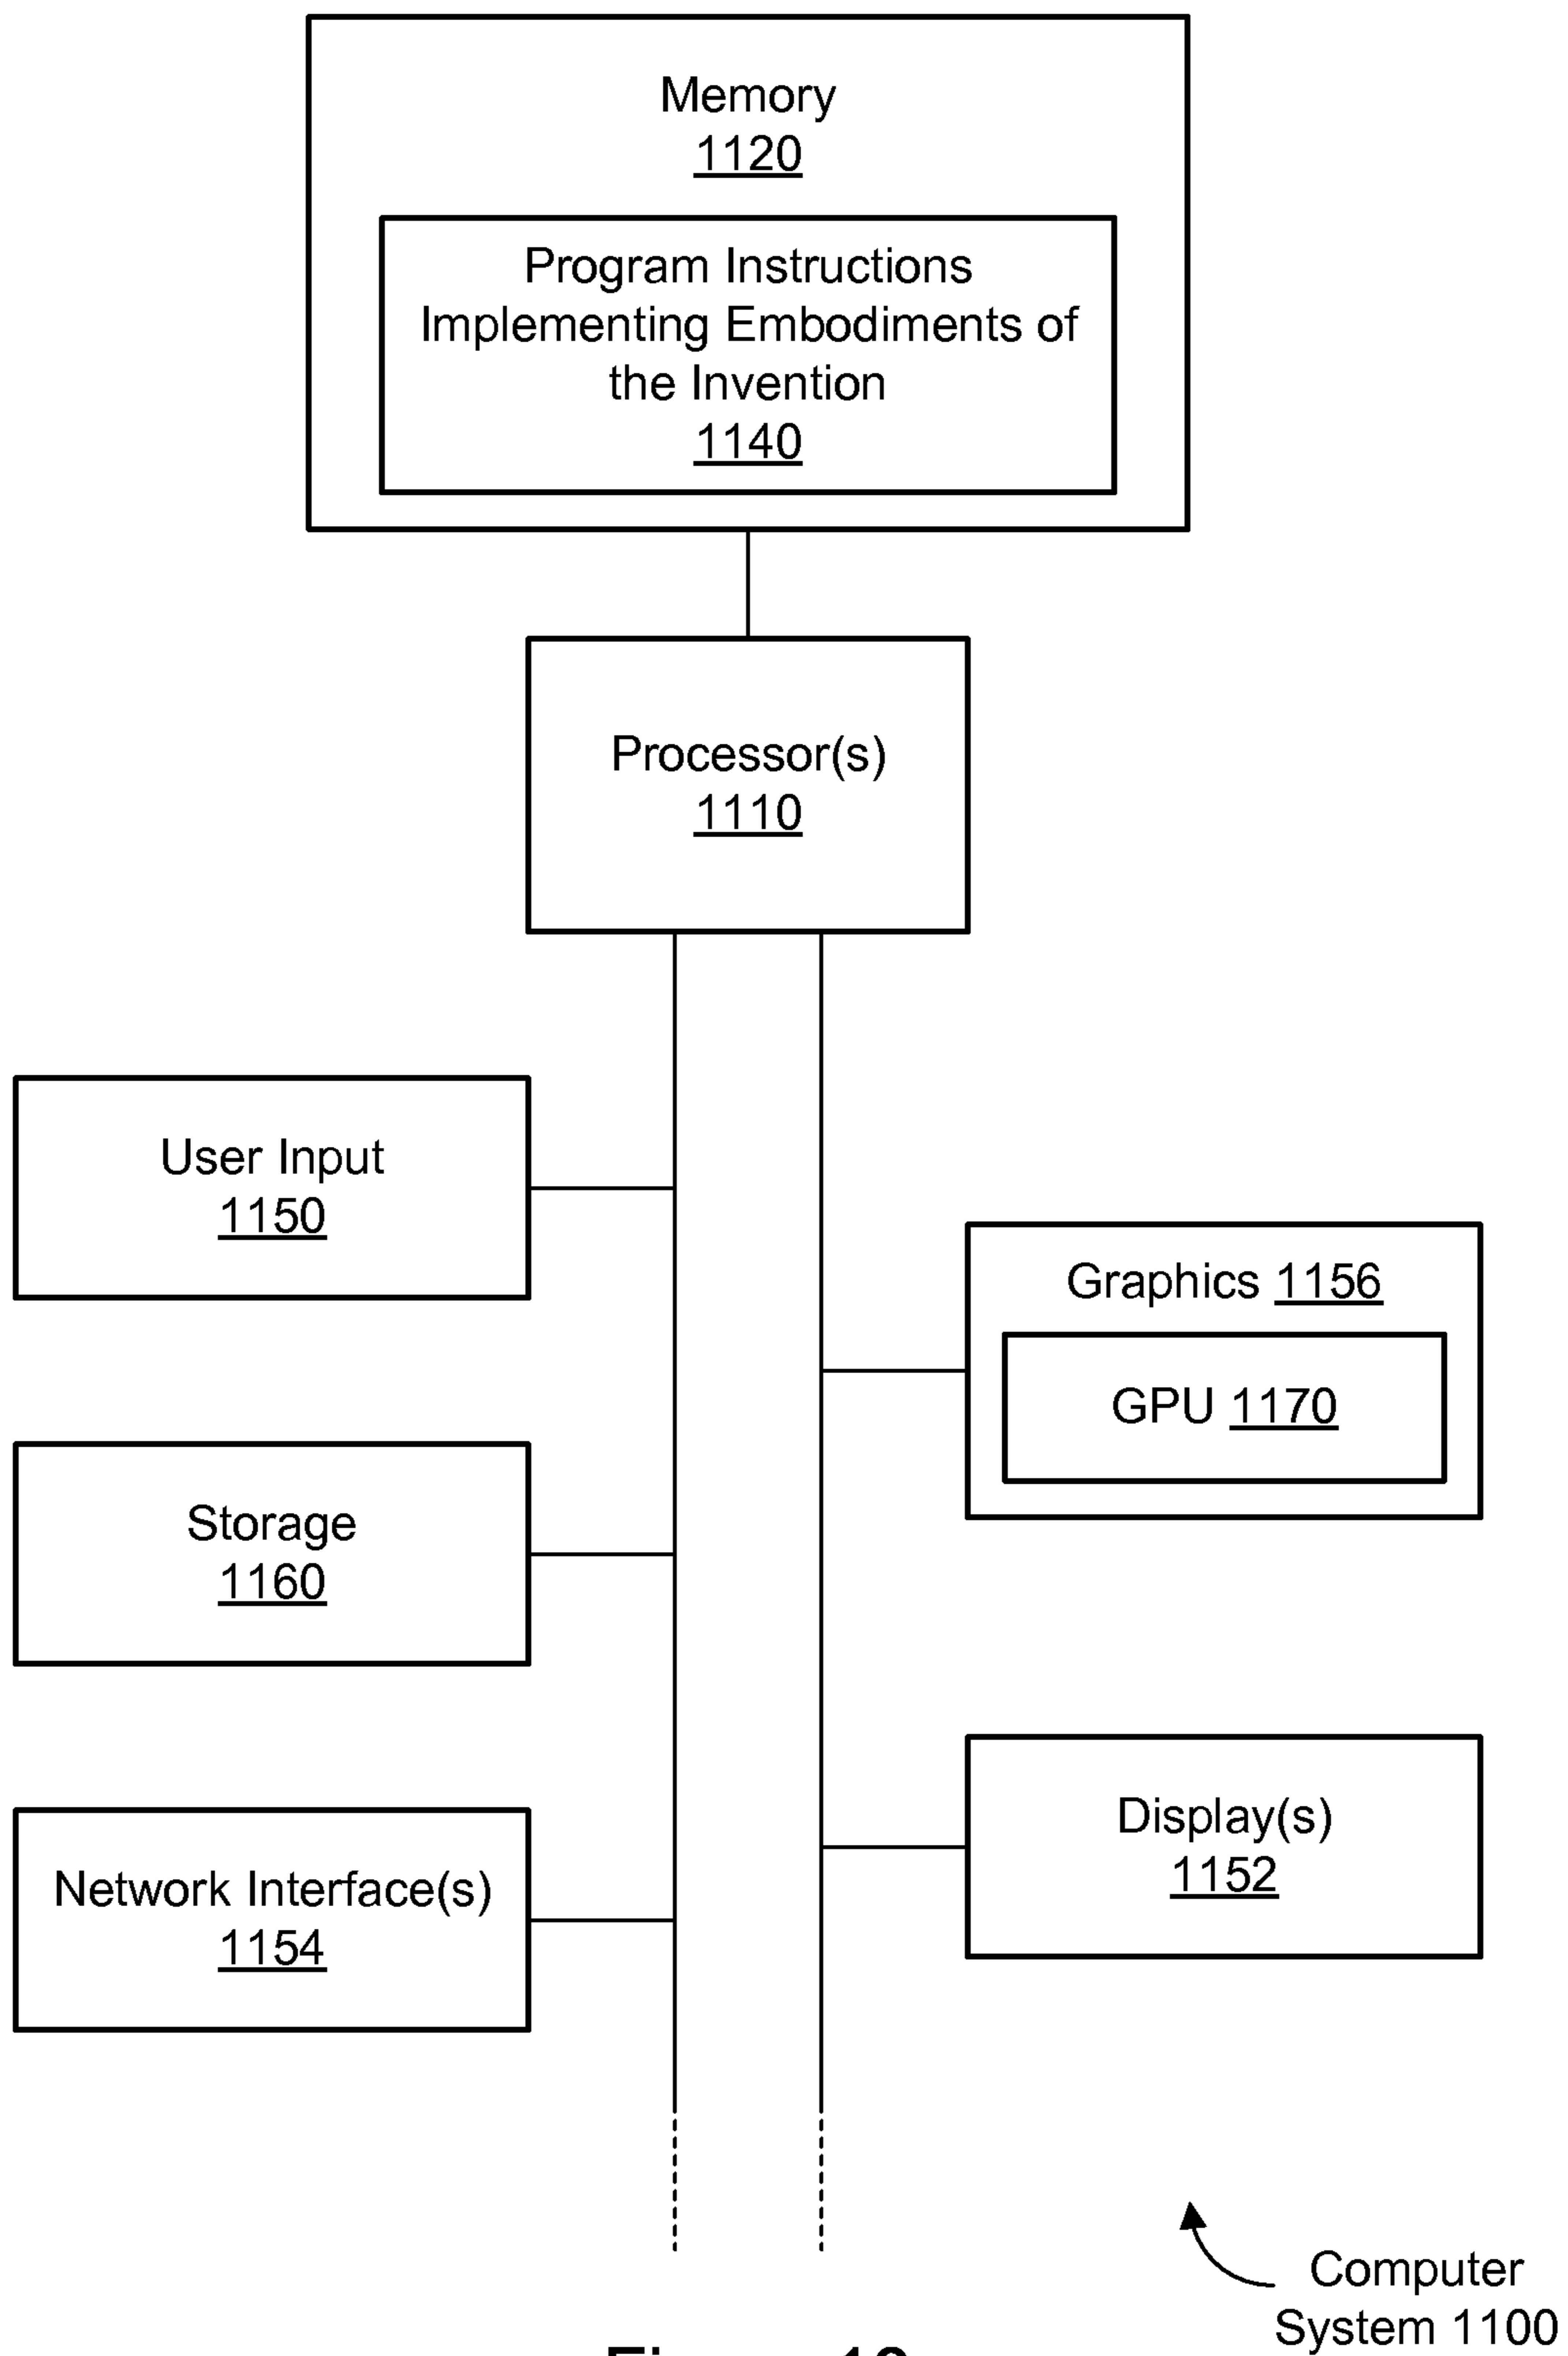 Memory
1120
Program Instructions
Implementing Embodiments of
the Invention
1140
Processor(s)
1110
User Input
1150
Graphics 1156
GPU 1170
Storage
1160
Display(s)
1152
Network Interface(s)
1154
Computer
System 1100